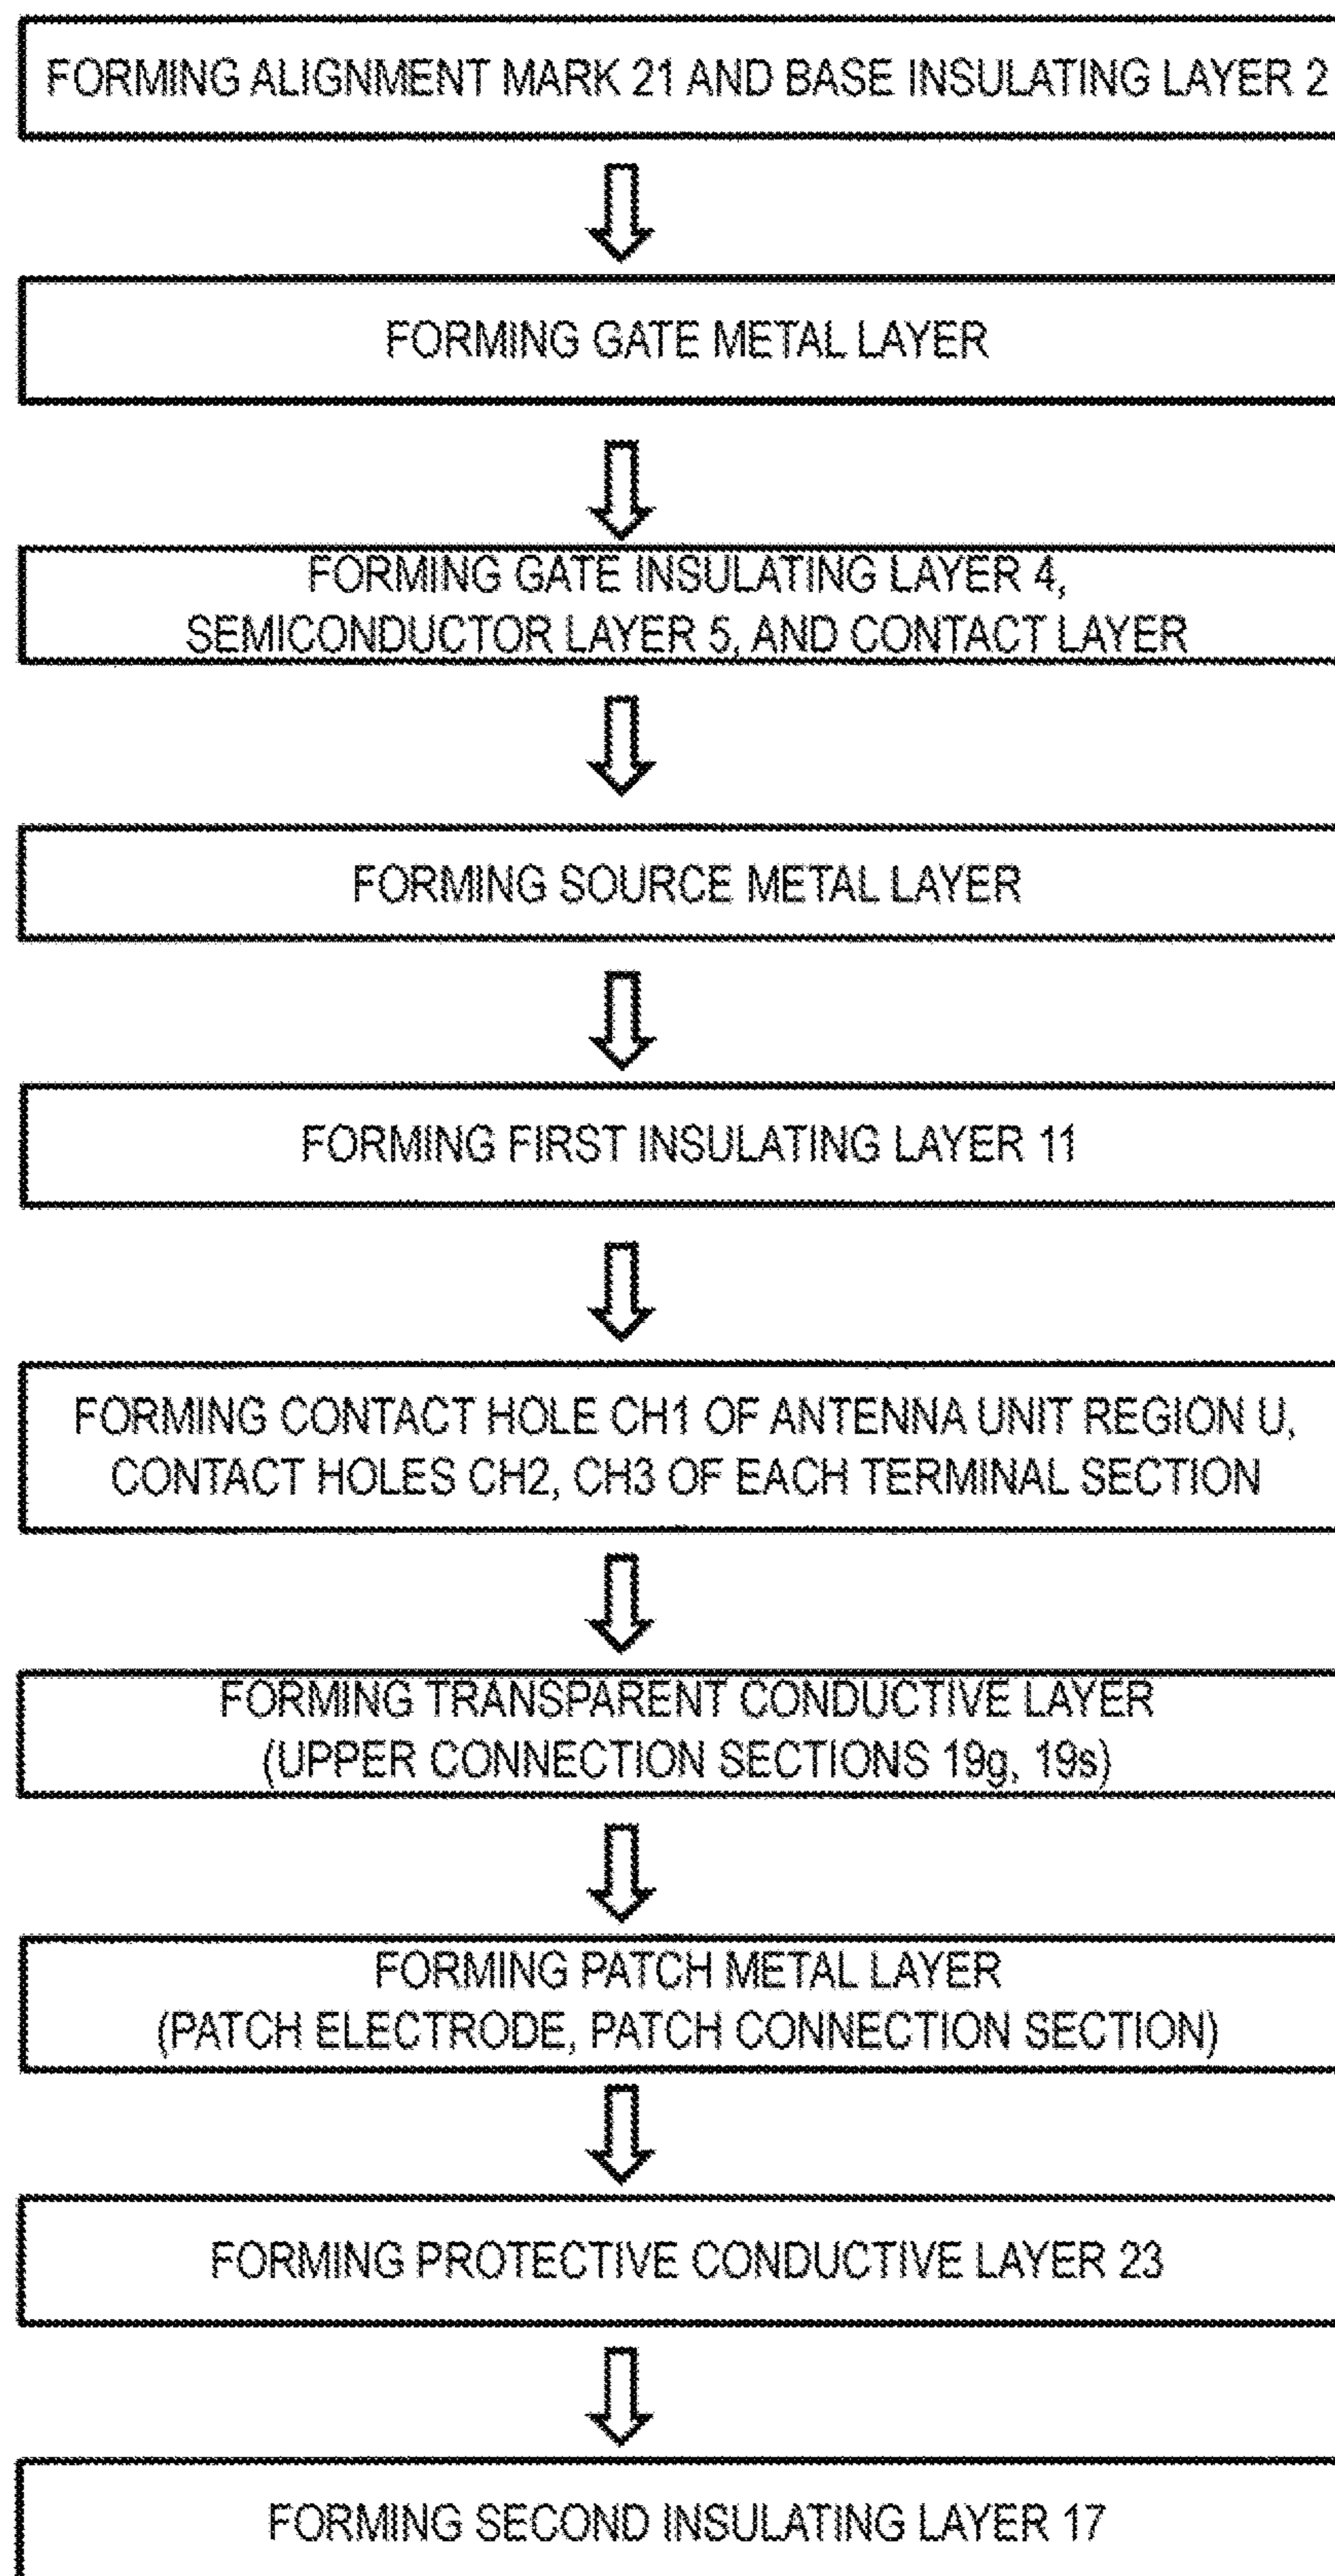 FORMING ALIGNMENT MARK 21 AND BASE INSULATING LAYER 2
FORMING GATE METAL LAYER
FORMING GATE INSULATING LAYER 4,
SEMICONDUCTOR LAYER 5, AND CONTACT LAYER
FORMING SOURCE METAL LAYER
FORMING FIRST INSULATING LAYER 11
FORMING CONTACT HOLE CH1 OF ANTENNA UNIT REGION U,
CONTACT HOLES CH2, CH3 OF EACH TERMINAL SECTION
FORMING TRANSPARENT CONDUCTIVE LAYER
(UPPER CONNECTION SECTIONS 19g, 19s)
FORMING PATCH METAL LAYER
(PATCH ELECTRODE, PATCH CONNECTION SECTION)
FORMING PROTECTIVE CONDUCTIVE LAYER 23
FORMING SECOND INSULATING LAYER 17